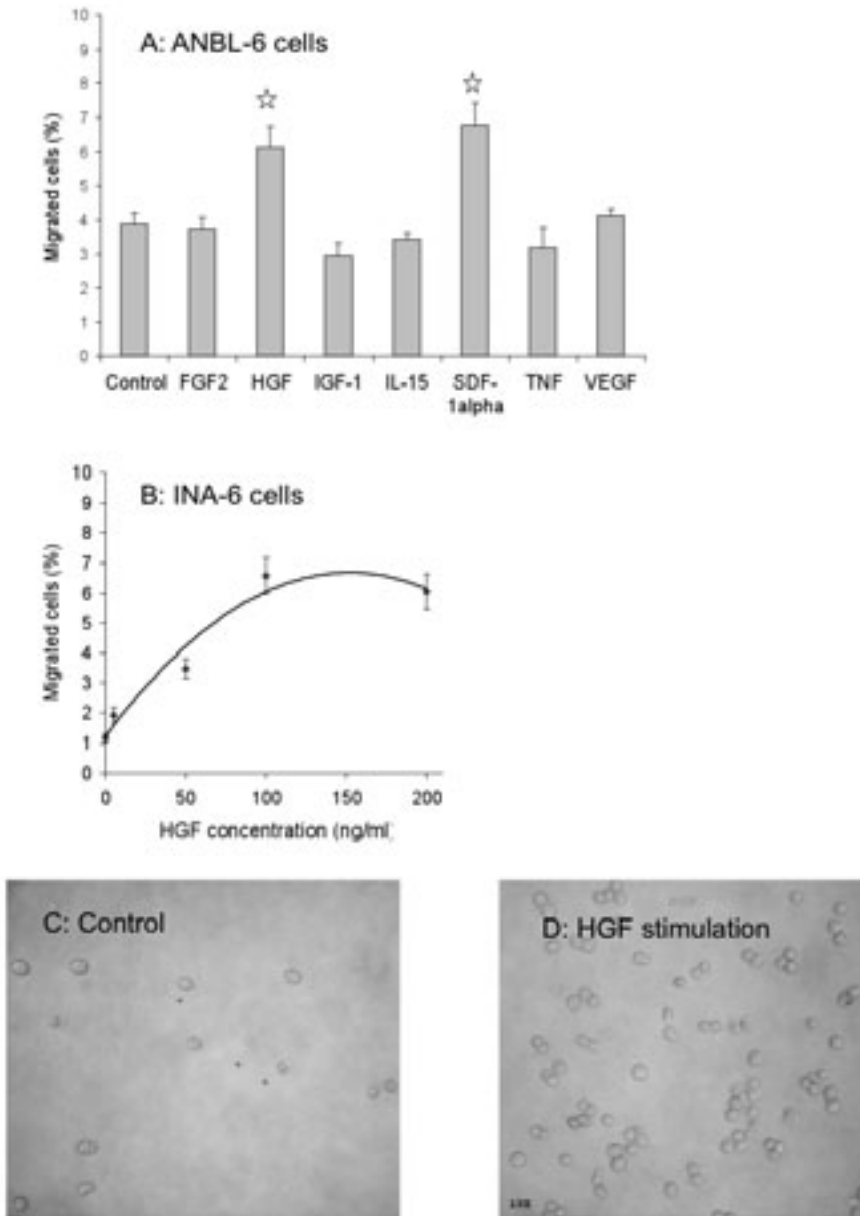 A: ANBL-6 cells
Migrated cells (%)
10
9
8
7
6
5
4
3
2
1
0
☆ ☆
Control FGF2 HGF IGF-1 IL-15 SDF-1alpha TNF VEGF
B: INA-6 cells
Migrated cells (%)
10
9
8
7
6
5
4
3
2
1
0
0 50 100 150 200
HGF concentration (ng/ml)
C: Control
D: HGF stimulation